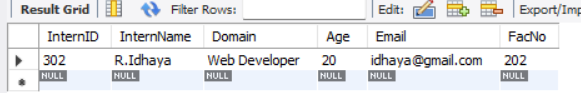 Result Grid Filter Rows: Edit: Export/Imp
InternID InternName Domain Age Email FacNo
302 R.Idhaya Web Developer 20 idhaya@gmail.com 202
NULL NULL NULL NULL NULL NULL